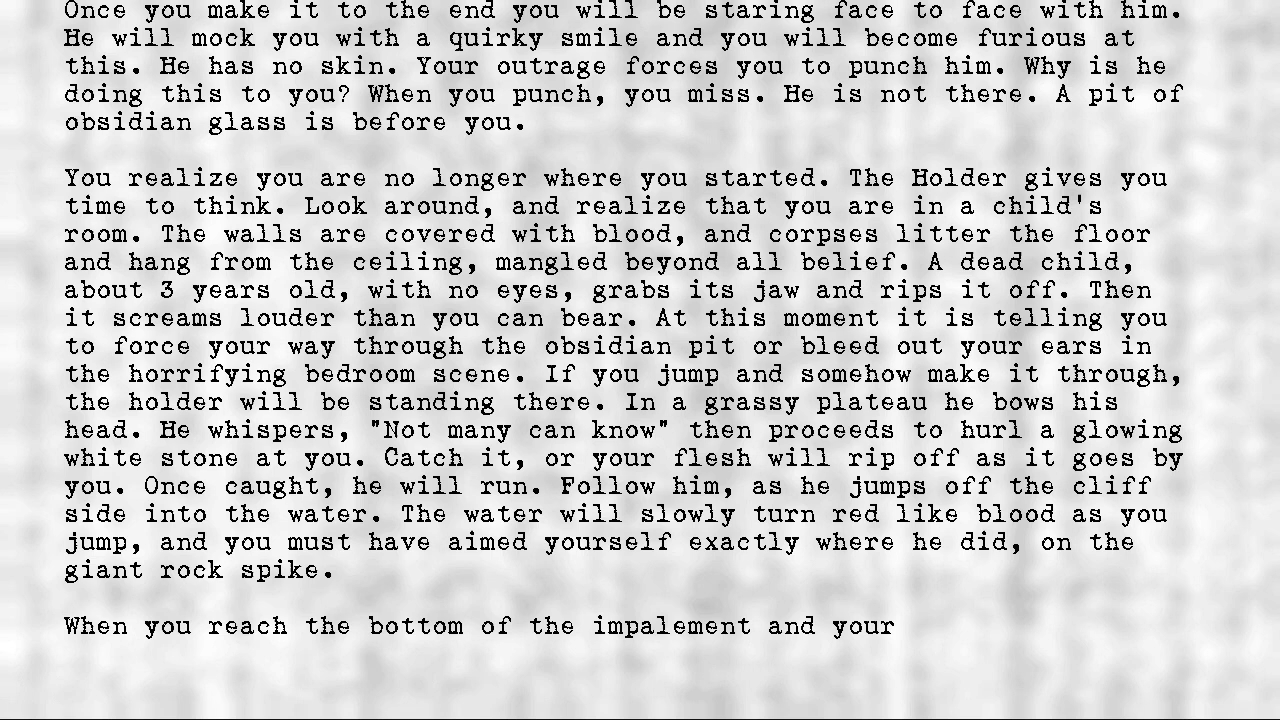 Once you make it to the end you will be staring face to face with him.
He will mock you with a quirky smile and you will become furious at
this. He has no skin. Your outrage forces you to punch him. Why is he
doing this to you? When you punch, you miss. He is not there. A pit of
obsidian glass is before you.
You realize you are no longer where you started. The Holder gives you
time to think. Look around, and realize that you are in a child's
room. The walls are covered with blood, and corpses litter the floor
and hang from the ceiling, mangled beyond all belief. A dead child,
about 3 years old, with no eyes, grabs its jaw and rips it off. Then
it screams louder than you can bear. At this moment it is telling you
to force your way through the obsidian pit or bleed out your ears in
the horrifying bedroom scene. If you jump and somehow make it through,
the holder will be standing there. In a grassy plateau he bows his
head. He whispers, "Not many can know" then proceeds to hurl a glowing
white stone at you. Catch it, or your flesh will rip off as it goes by
you. Once caught, he will run. Follow him, as he jumps off the cliff
side into the water. The water will slowly turn red like blood as you
jump, and you must have aimed yourself exactly where he did, on the
giant rock spike.
When you reach the bottom of the impalement and your